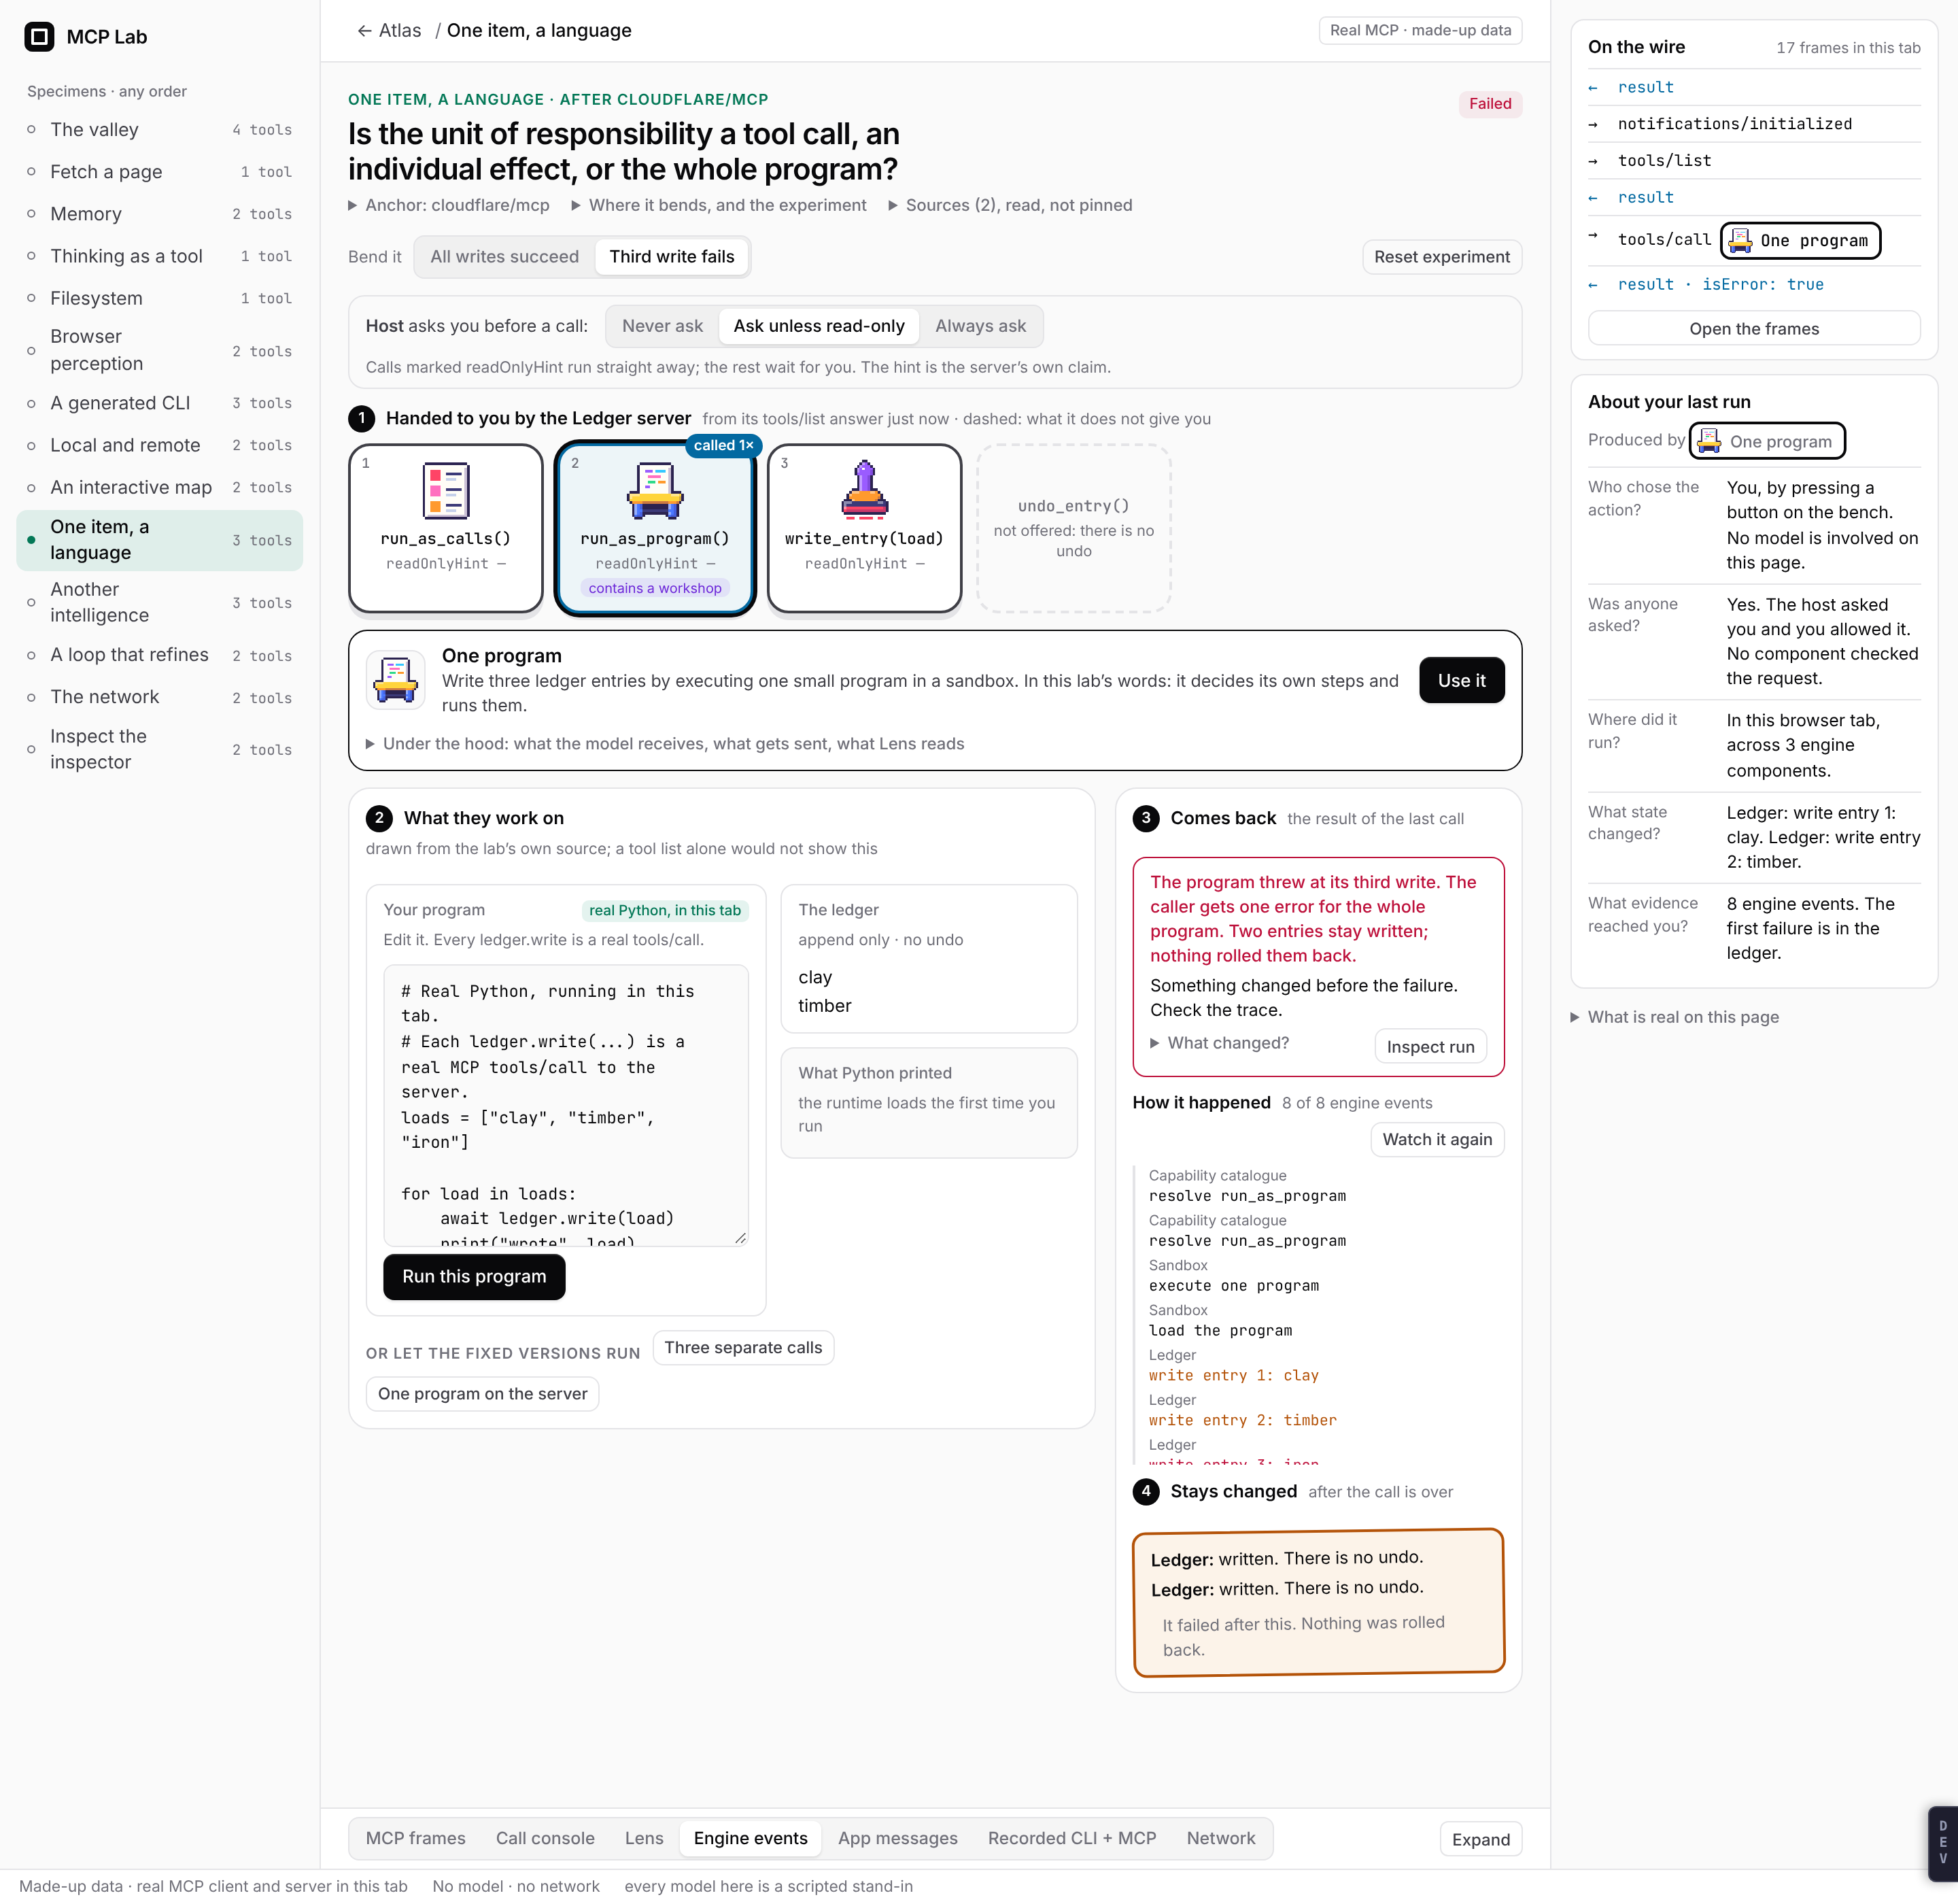 MCP Lab
Specimens · any order
The valley 4 tools
Fetch a page 1 tool
Memory 2 tools
Thinking as a tool 1 tool
Filesystem 1 tool
Browser
perception 2 tools
A generated CLI 3 tools
Local and remote 2 tools
An interactive map 2 tools
One item, a
language 3 tools
Another
intelligence 3 tools
A loop that refines 2 tools
The network 2 tools
Inspect the
inspector 2 tools
← Atlas / One item, a language
Real MCP · made-up data
ONE ITEM, A LANGUAGE · AFTER CLOUDFLARE/MCP
Failed
Is the unit of responsibility a tool call, an
individual effect, or the whole program?
▶ Anchor: cloudflare/mcp ▶ Where it bends, and the experiment ▶ Sources (2), read, not pinned
Bend it All writes succeed Third write fails Reset experiment
Host asks you before a call: Never ask Ask unless read-only Always ask
Calls marked readOnlyHint run straight away; the rest wait for you. The hint is the server's own claim.
1 Handed to you by the Ledger server from its tools/list answer just now · dashed: what it does not give you
1
run_as_calls()
readOnlyHint —
called 1×
2
run_as_program()
readOnlyHint —
contains a workshop
3
write_entry(load)
readOnlyHint —
undo_entry()
not offered: there is no
undo
One program
Write three ledger entries by executing one small program in a sandbox. In this lab's words: it decides its own steps and
runs them.
Use it
▶ Under the hood: what the model receives, what gets sent, what Lens reads
2 What they work on
drawn from the lab's own source; a tool list alone would not show this
Your program real Python, in this tab
Edit it. Every ledger.write is a real tools/call.
# Real Python, running in this
tab.
# Each ledger.write(...) is a
real MCP tools/call to the
server.
loads = ["clay", "timber",
"iron"]
for load in loads:
await ledger.write(load)
print("wrote", load)
Run this program
The ledger
append only · no undo
clay
timber
What Python printed
the runtime loads the first time you
run
OR LET THE FIXED VERSIONS RUN Three separate calls
One program on the server
3 Comes back the result of the last call
The program threw at its third write. The
caller gets one error for the whole
program. Two entries stay written;
nothing rolled them back.
Something changed before the failure.
Check the trace.
▶ What changed? Inspect run
How it happened 8 of 8 engine events
Watch it again
Capability catalogue
resolve run_as_program
Capability catalogue
resolve run_as_program
Sandbox
execute one program
Sandbox
load the program
Ledger
write entry 1: clay
Ledger
write entry 2: timber
Ledger
write entry 3: iron
4 Stays changed after the call is over
Ledger: written. There is no undo.
Ledger: written. There is no undo.
It failed after this. Nothing was rolled
back.
MCP frames Call console Lens Engine events App messages Recorded CLI + MCP Network Expand
On the wire 17 frames in this tab
← result
→ notifications/initialized
→ tools/list
← result
→ tools/call One program
← result · isError: true
Open the frames
About your last run
Produced by One program
Who chose the
action?
You, by pressing a
button on the bench.
No model is involved on
this page.
Was anyone
asked?
Yes. The host asked
you and you allowed it.
No component checked
the request.
Where did it
run?
In this browser tab,
across 3 engine
components.
What state
changed?
Ledger: write entry 1:
clay. Ledger: write entry
2: timber.
What evidence
reached you?
8 engine events. The
first failure is in the
ledger.
▶ What is real on this page
DEV
Made-up data · real MCP client and server in this tab No model · no network every model here is a scripted stand-in